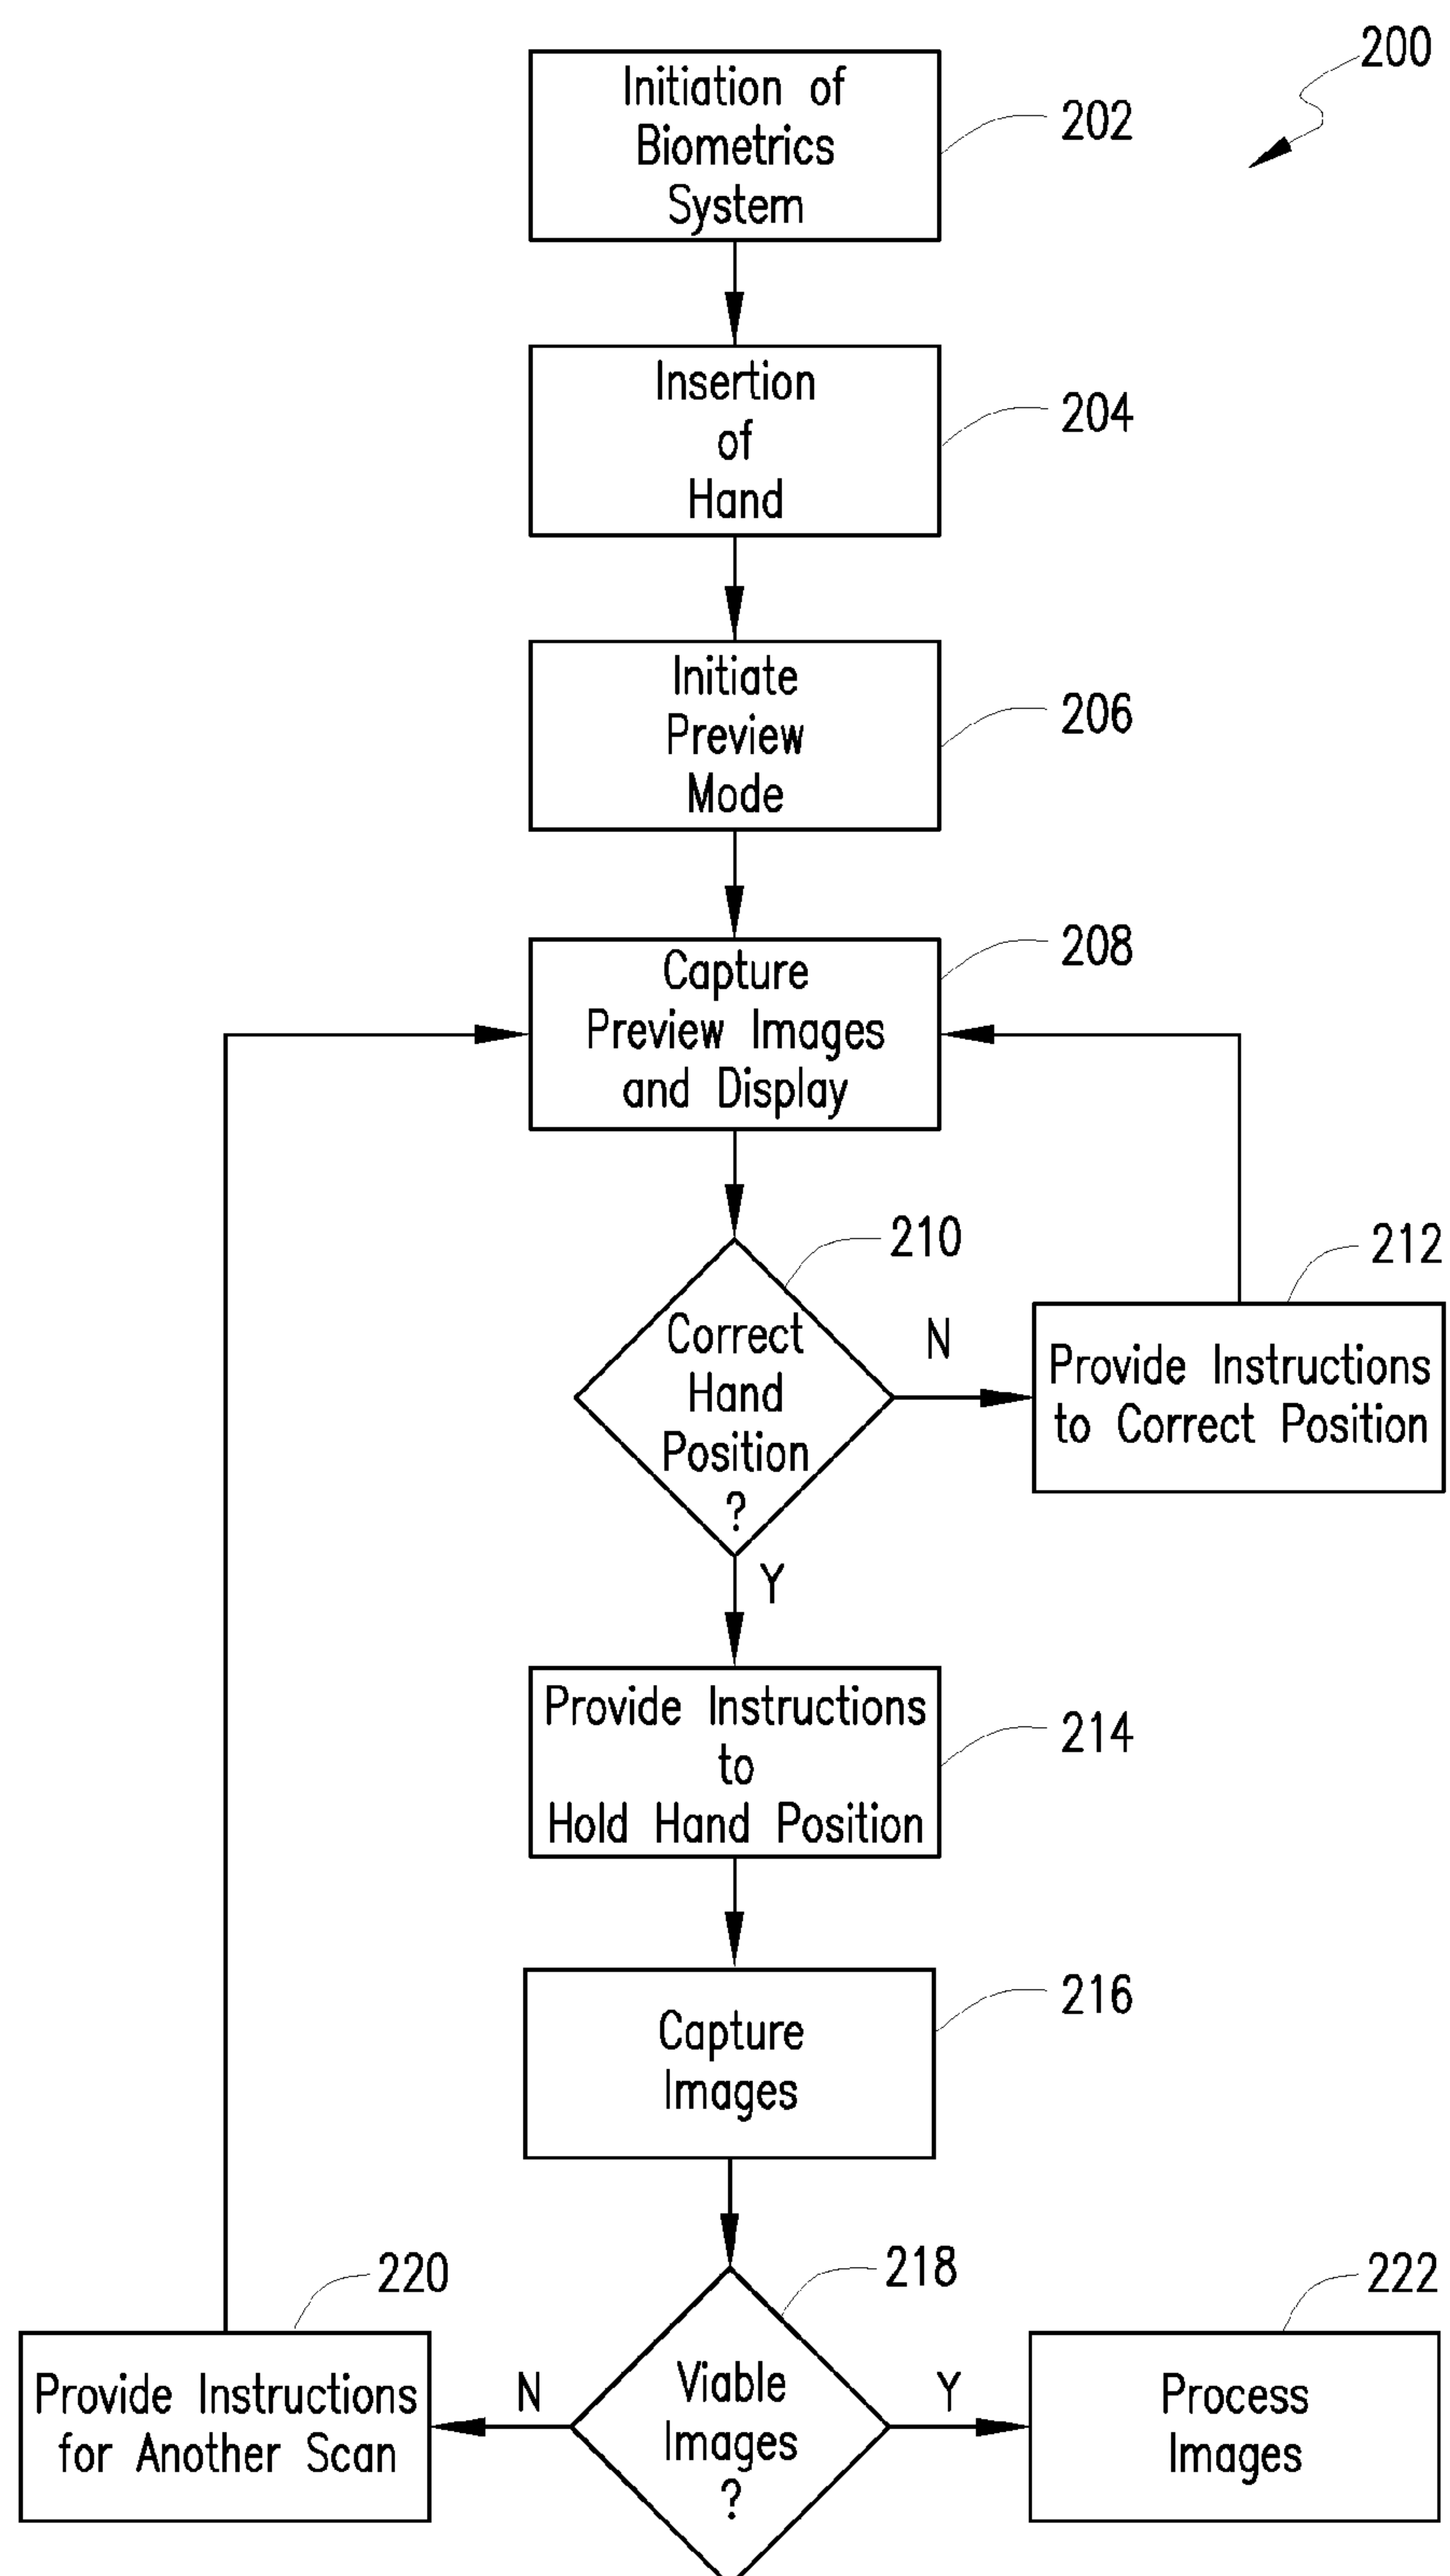 200
Initiation of
Biometrics
System
202
Insertion
of
Hand
204
Initiate
Preview
Mode
206
Capture
Preview Images
and Display
208
Correct
Hand
Position
?
210
N
Provide Instructions
to Correct Position
212
Y
Provide Instructions
to
Hold Hand Position
214
Capture
Images
216
Viable
Images
?
218
N
Provide Instructions
for Another Scan
220
Y
Process
Images
222